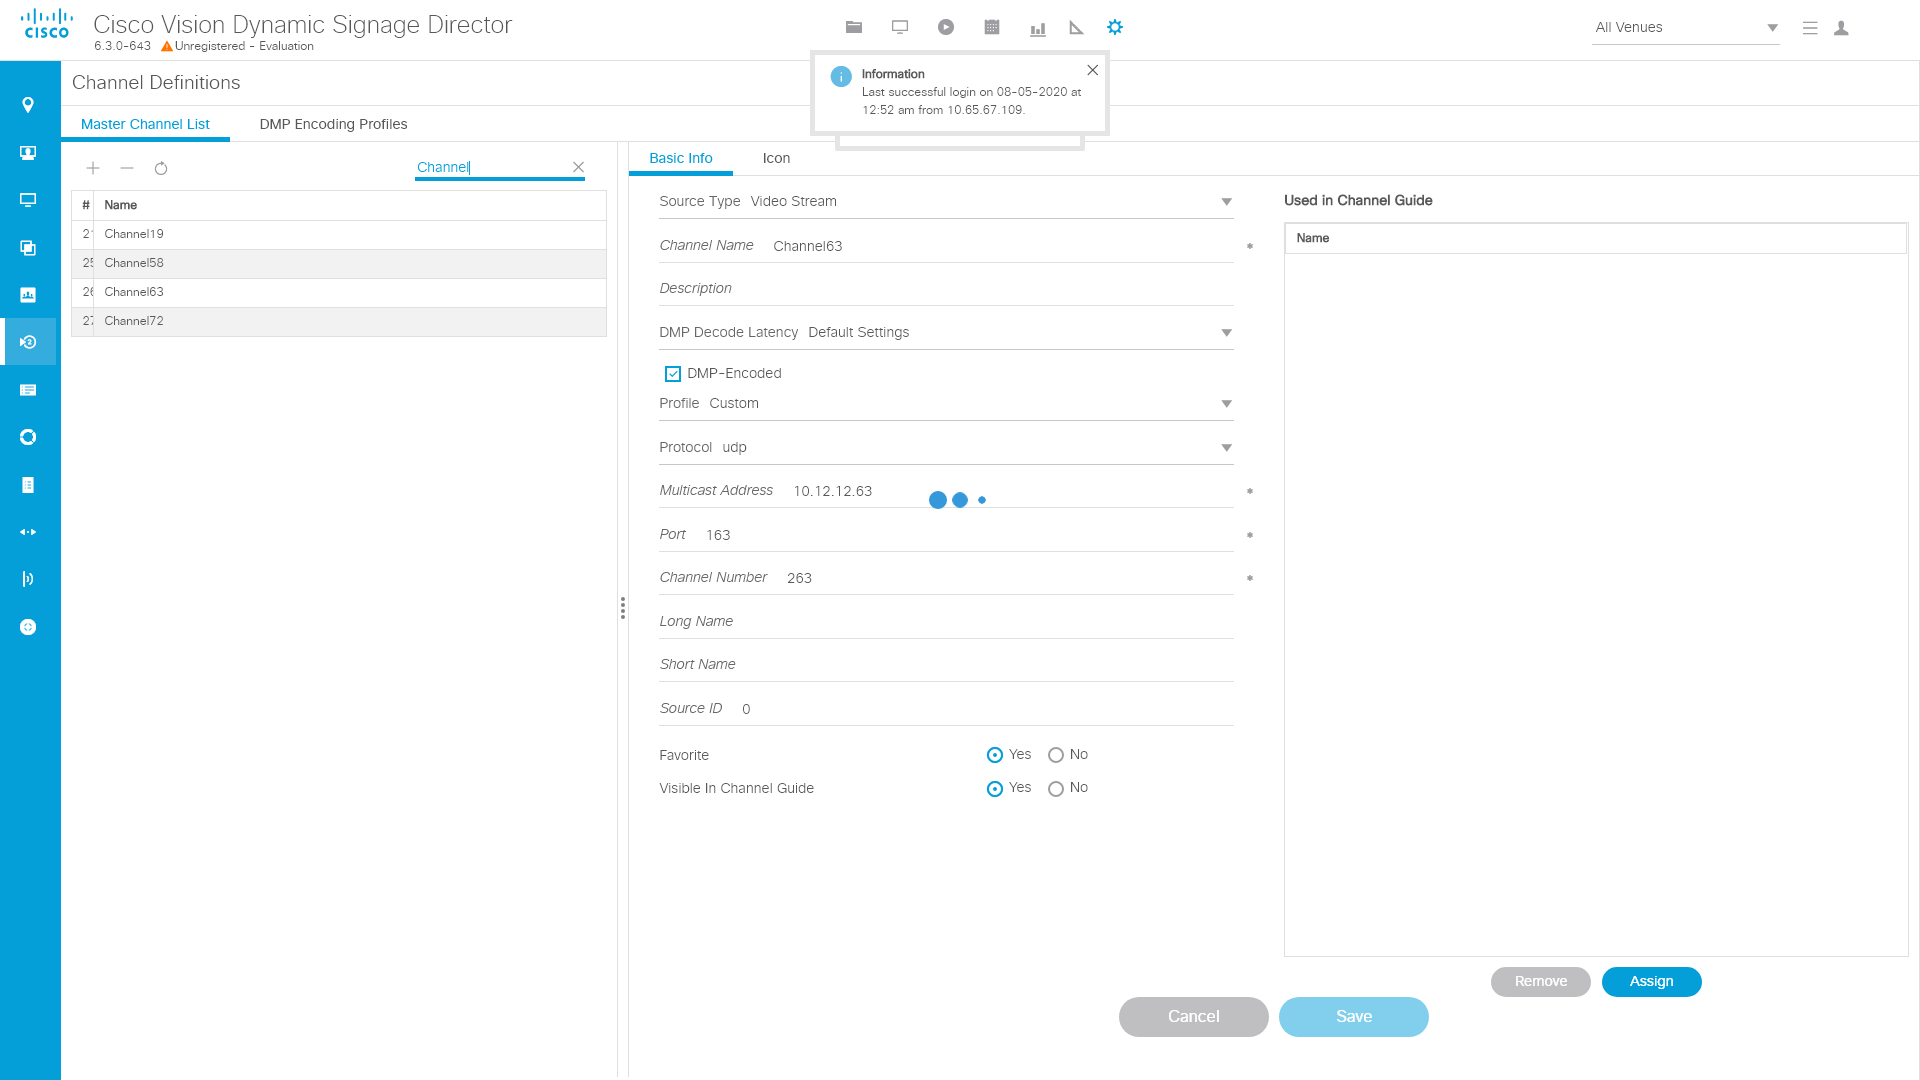 CISCO
Cisco Vision Dynamic Signage Director
6.3.0-643 Unregistered - Evaluation
All Venues
Information
Last successful login on 08-05-2020 at
12:52 am from 10.65.67.109.
Channel Definitions
Master Channel List
DMP Encoding Profiles
Channel
# Name
Channel19
Channel58
Channel63
Channel72
Basic Info
Icon
Source Type Video Stream
Channel Name Channel63 *
Description
DMP Decode Latency Default Settings
DMP-Encoded
Profile Custom
Protocol udp
Multicast Address 10.12.12.63 *
Port 163 *
Channel Number 263 *
Long Name
Short Name
Source ID 0
Favorite Yes No
Visible In Channel Guide Yes No
Used in Channel Guide
Name
Remove
Assign
Cancel
Save